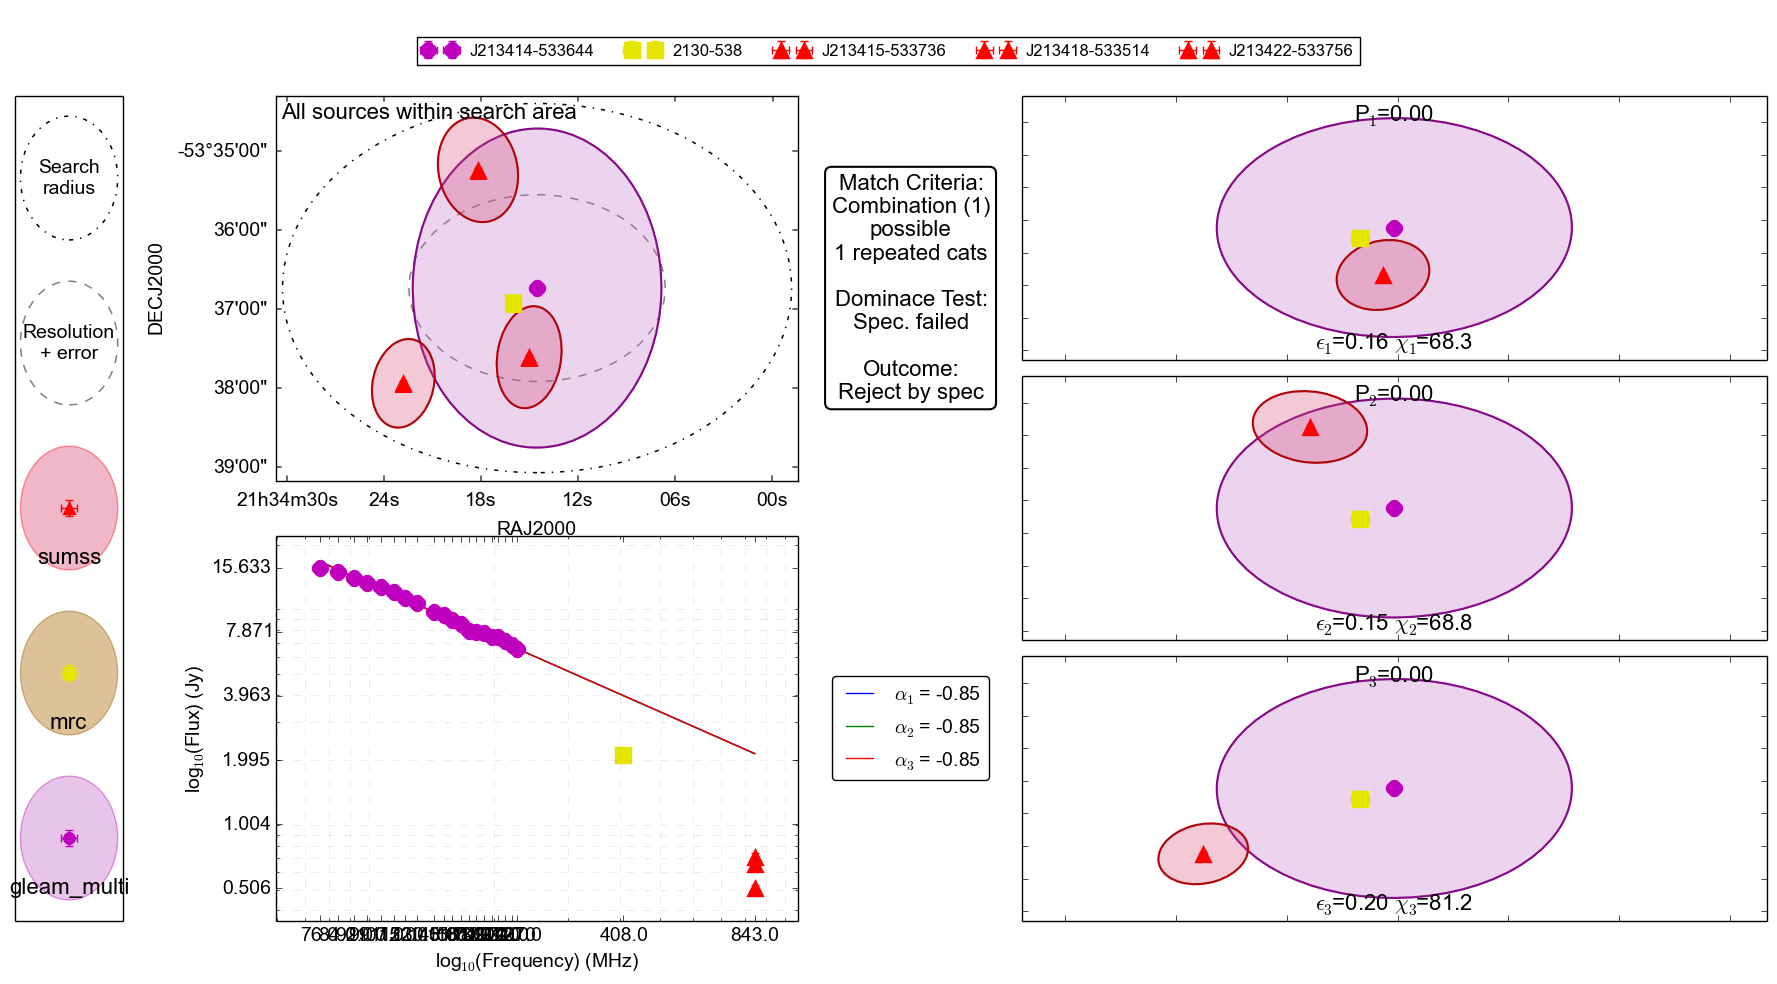 J213414-533644
2130-538
J213415-533736
J213418-533514
J213422-533756
Search
radius
Resolution
+ error
sumss
mrc
gleam_multi
All sources within search area
-53°35'00"
36'00"
37'00"
38'00"
39'00"
DECJ2000
21h34m30s
24s
18s
12s
06s
00s
RAJ2000
Match Criteria:
Combination (1)
possible
1 repeated cats
Dominace Test:
Spec. failed
Outcome:
Reject by spec
15.633
7.871
3.963
1.995
1.004
0.506
log₁₀(Flux) (Jy)
408.0
843.0
log₁₀(Frequency) (MHz)
α₁ = -0.85
α₂ = -0.85
α₃ = -0.85
P₁=0.00
ϵ₁=0.16 χ₁=68.3
P₂=0.00
ϵ₂=0.15 χ₂=68.8
P₃=0.00
ϵ₃=0.20 χ₃=81.2